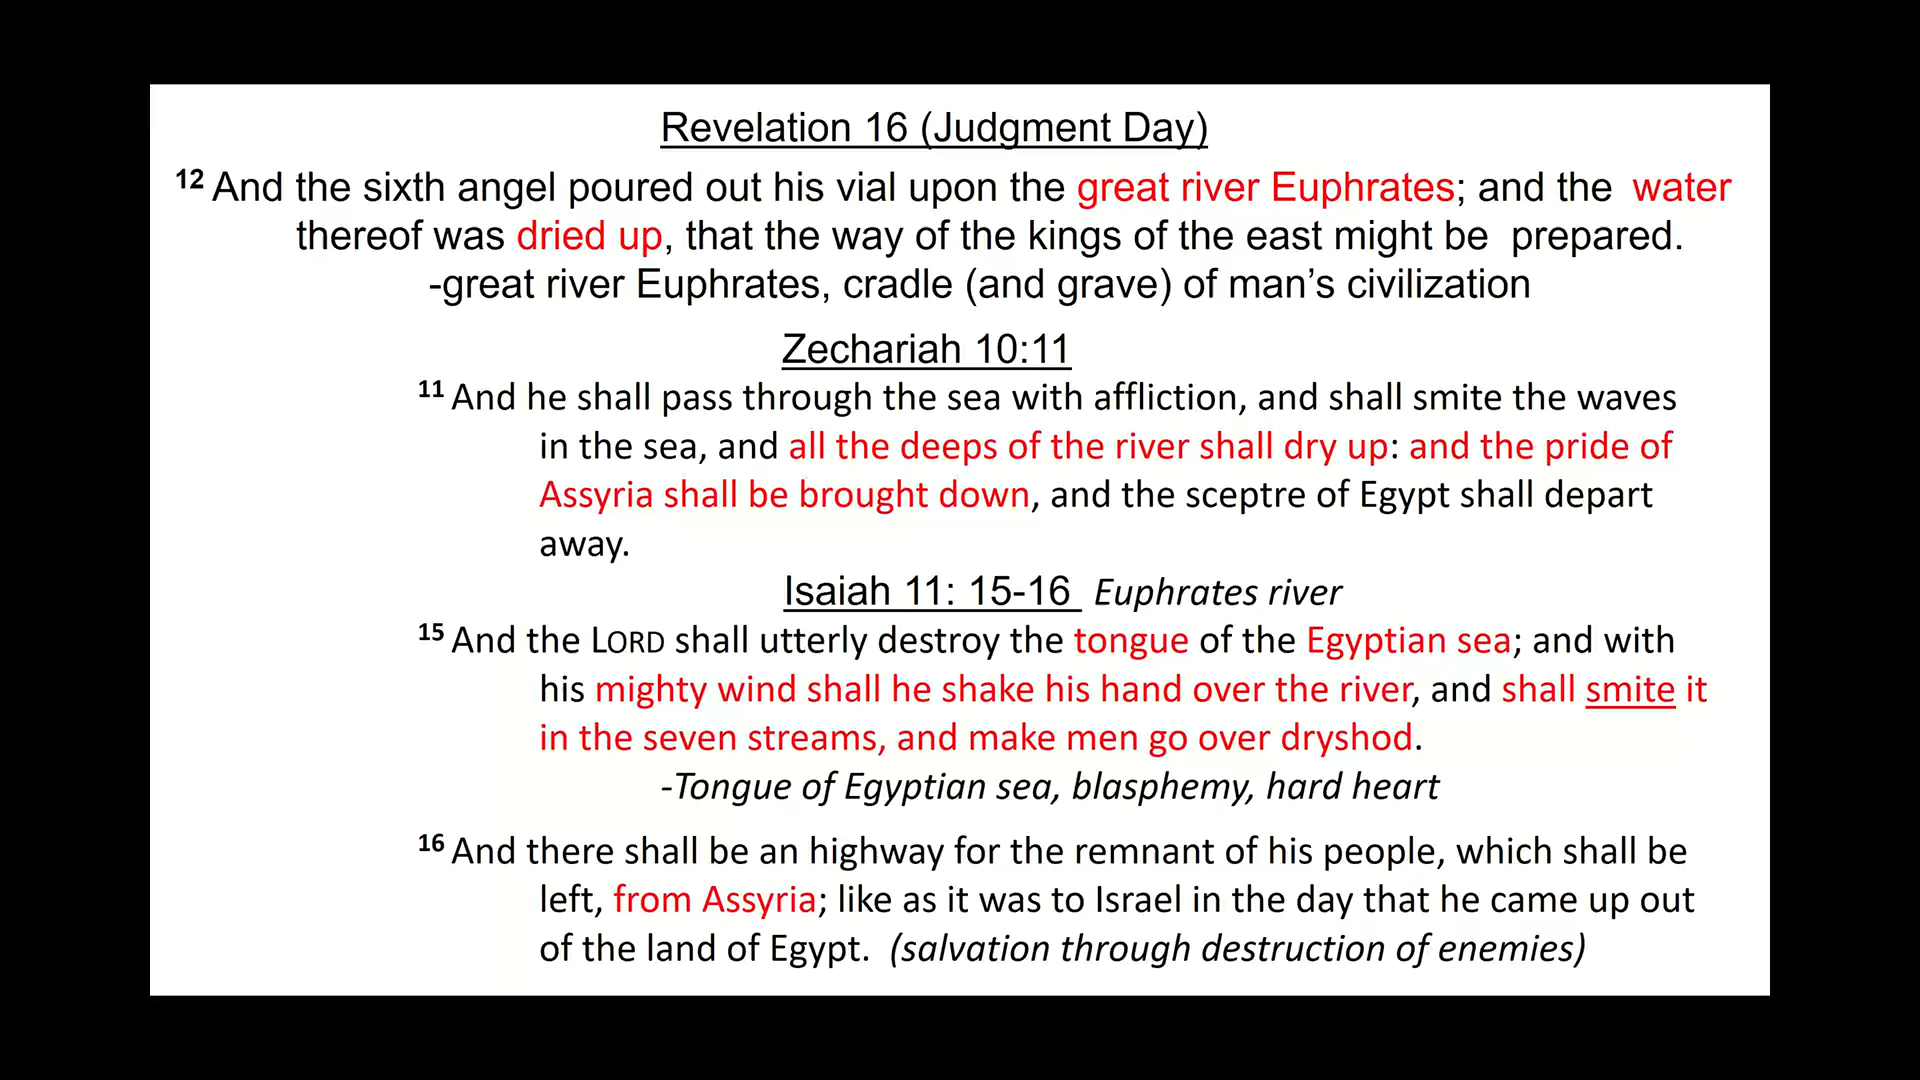 Revelation 16 (Judgment Day)
12 And the sixth angel poured out his vial upon the great river Euphrates; and the water
thereof was dried up, that the way of the kings of the east might be prepared.
-great river Euphrates, cradle (and grave) of man’s civilization
Zechariah 10:11
11 And he shall pass through the sea with affliction, and shall smite the waves
in the sea, and all the deeps of the river shall dry up: and the pride of
Assyria shall be brought down, and the sceptre of Egypt shall depart
away.
Isaiah 11: 15-16 Euphrates river
15 And the LORD shall utterly destroy the tongue of the Egyptian sea; and with
his mighty wind shall he shake his hand over the river, and shall smite it
in the seven streams, and make men go over dryshod.
-Tongue of Egyptian sea, blasphemy, hard heart
16 And there shall be an highway for the remnant of his people, which shall be
left, from Assyria; like as it was to Israel in the day that he came up out
of the land of Egypt. (salvation through destruction of enemies)